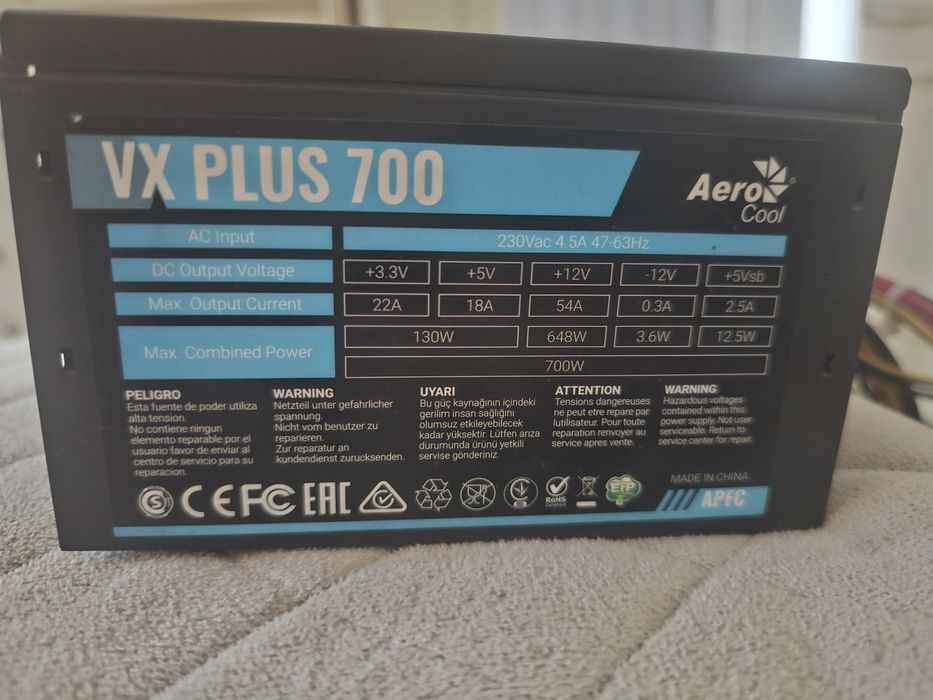 VX PLUS 700
Aero
Cool
AC Input
230Vac 4.5A 47-63Hz
DC Output Voltage
+3.3V
+5V
+12V
-12V
+5Vsb
Max. Output Current
22A
18A
54A
0.3A
2.5A
Max. Combined Power
130W
648W
3.6W
12.5W
700W
PELIGRO
Esta fuente de poder utiliza
alta tension.
No contiene ningun
elemento reparable por el
usuario favor de enviar al
centro de servicio para su
reparacion.
WARNING
Netzteil unter gefahrlicher
spannung.
Nicht vom benutzer zu
reparieren.
Zur reparatur an
kundendienst zurucksenden.
UYARI
Bu güç kaynağının içindeki
gerilim insan sağlığını
olumsuz etkileyebilecek
kadar yüksektir. Lütfen arıza
durumunda ürünü yetkili
servise gönderiniz.
ATTENTION
Tensions dangereuses
ne peut etre repare par
lutilisateur. Pour toute
reparation renvoyer au
service apres vente.
WARNING
Hazardous voltages
contained within this
power supply. Not user
serviceable. Return to
service center for repair.
S
CE
FC
EAC
RoHS
EFP
MADE IN CHINA
APFC